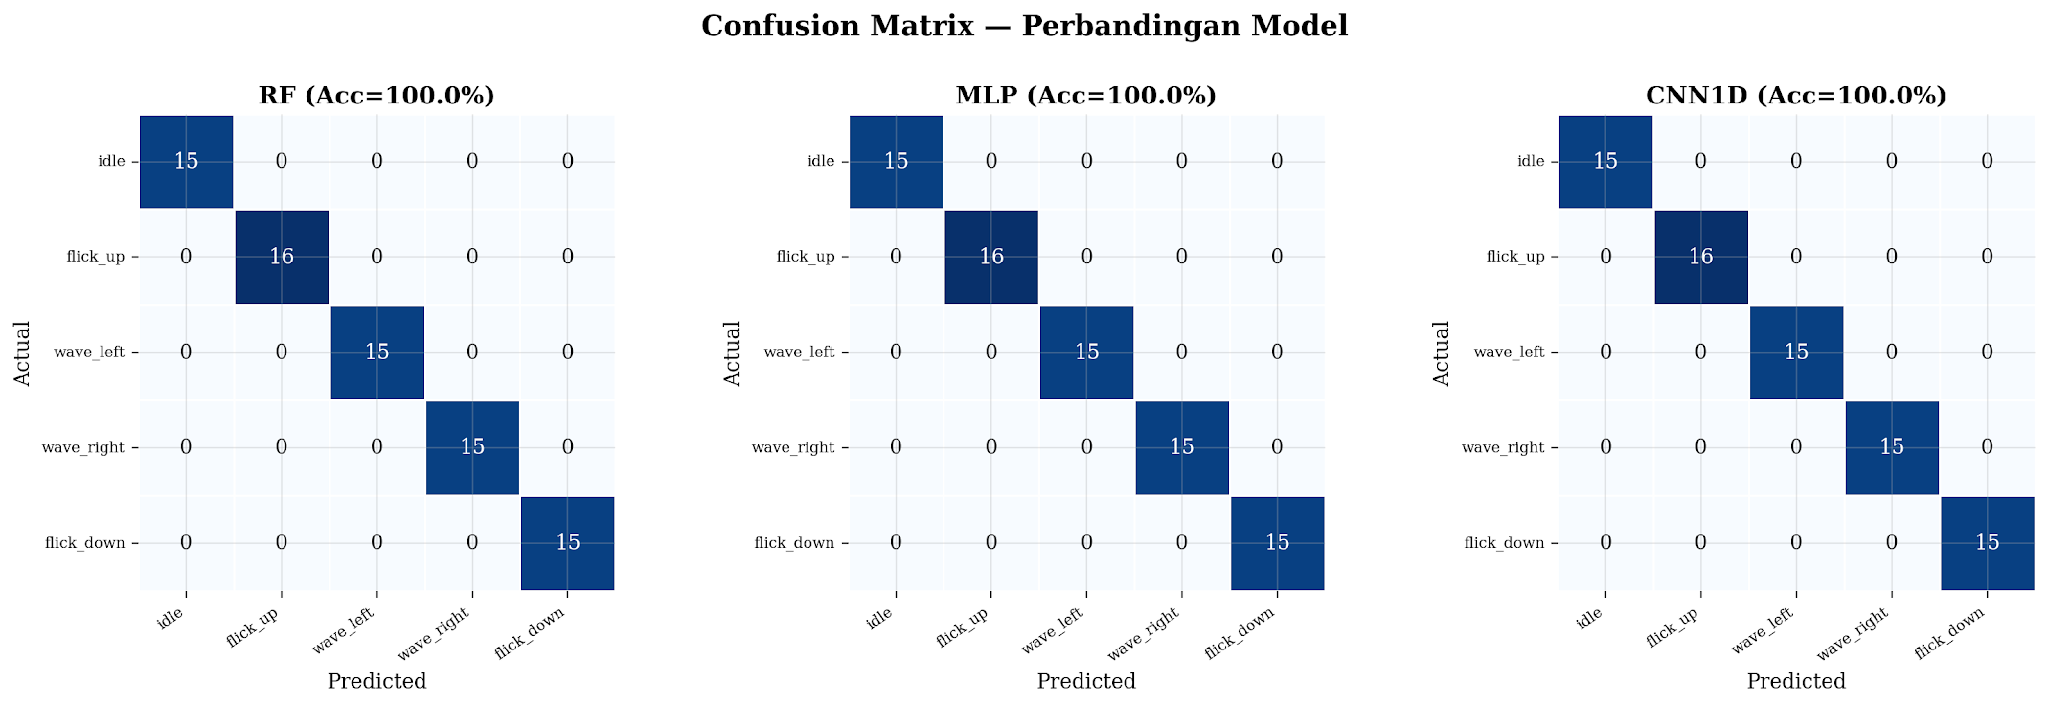 Confusion Matrix — Perbandingan Model
RF (Acc=100.0%)
Actual
idle 15 0 0 0 0
flick_up 0 16 0 0 0
wave_left 0 0 15 0 0
wave_right 0 0 0 15 0
flick_down 0 0 0 0 15
idle flick_up wave_left wave_right flick_down
Predicted
MLP (Acc=100.0%)
Actual
idle 15 0 0 0 0
flick_up 0 16 0 0 0
wave_left 0 0 15 0 0
wave_right 0 0 0 15 0
flick_down 0 0 0 0 15
idle flick_up wave_left wave_right flick_down
Predicted
CNN1D (Acc=100.0%)
Actual
idle 15 0 0 0 0
flick_up 0 16 0 0 0
wave_left 0 0 15 0 0
wave_right 0 0 0 15 0
flick_down 0 0 0 0 15
idle flick_up wave_left wave_right flick_down
Predicted